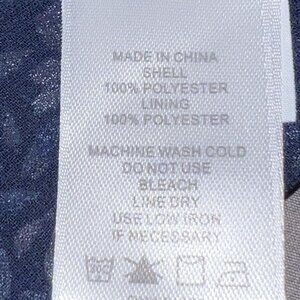 MADE IN CHINA
SHELL
100% POLYESTER
LINING
100% POLYESTER
MACHINE WASH COLD
DO NOT USE
BLEACH
LINE DRY
USE LOW IRON
IF NECESSARY